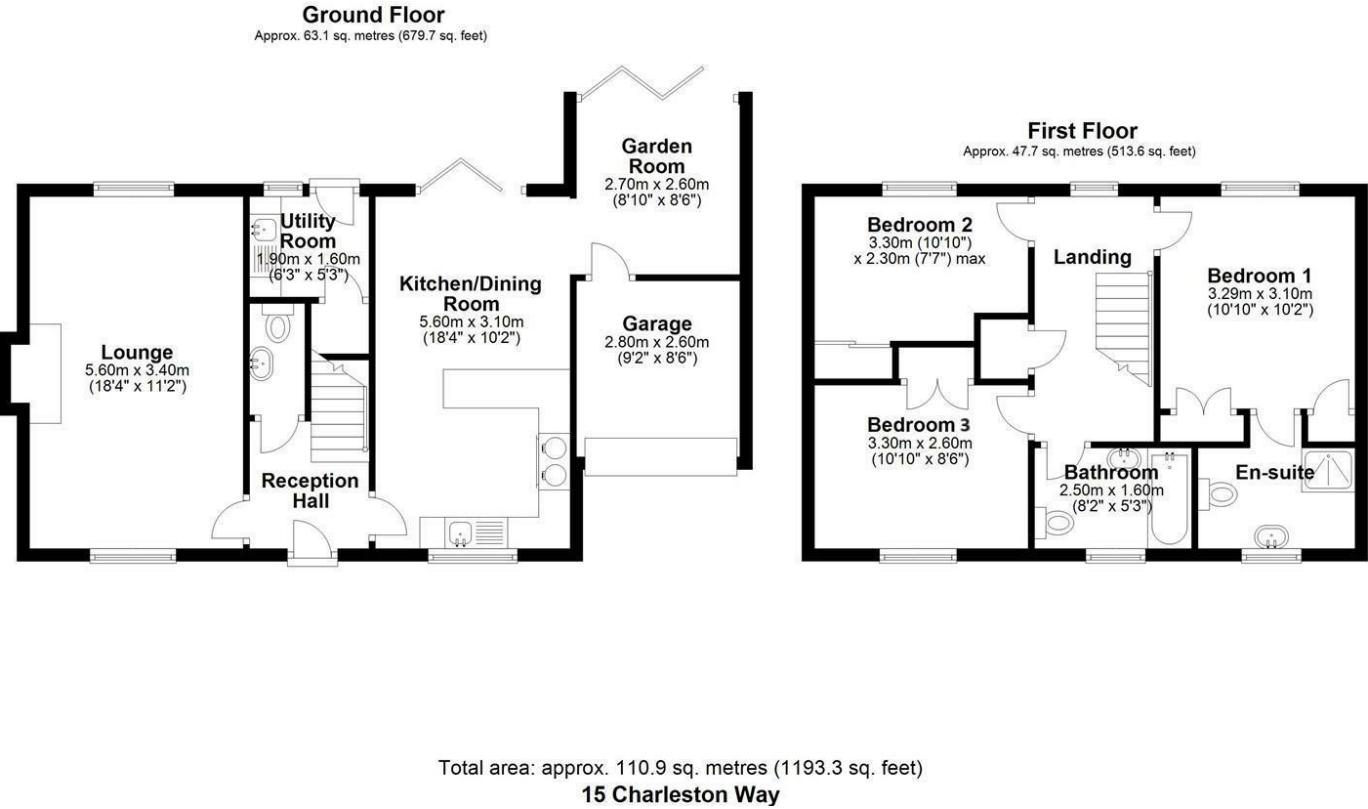 Ground Floor
Approx. 63.1 sq. metres (679.7 sq. feet)
Garden
Room
2.70m x 2.60m
(8'10" x 8'6")
Utility
Room
1.90m x 1.60m
(6'3" x 5'3")
Kitchen/Dining
Room
5.60m x 3.10m
(18'4" x 10'2")
Lounge
5.60m x 3.40m
(18'4" x 11'2")
Garage
2.80m x 2.60m
(9'2" x 8'6")
Reception
Hall
First Floor
Approx. 47.7 sq. metres (513.6 sq. feet)
Bedroom 2
3.30m (10'10")
x 2.30m (7'7") max
Landing
Bedroom 1
3.29m x 3.10m
(10'10" x 10'2")
Bedroom 3
3.30m x 2.60m
(10'10" x 8'6")
Bathroom
2.50m x 1.60m
(8'2" x 5'3")
En-suite
Total area: approx. 110.9 sq. metres (1193.3 sq. feet)
15 Charleston Way